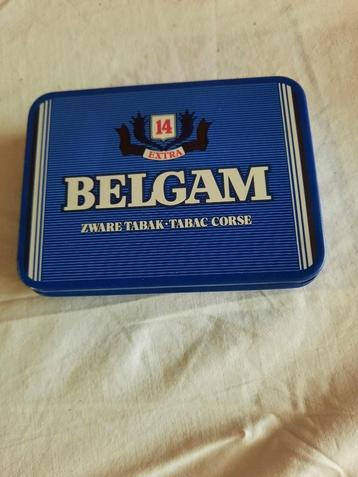 14
EXTRA
BELGAM
ZWARE TABAK · TABAC CORSE